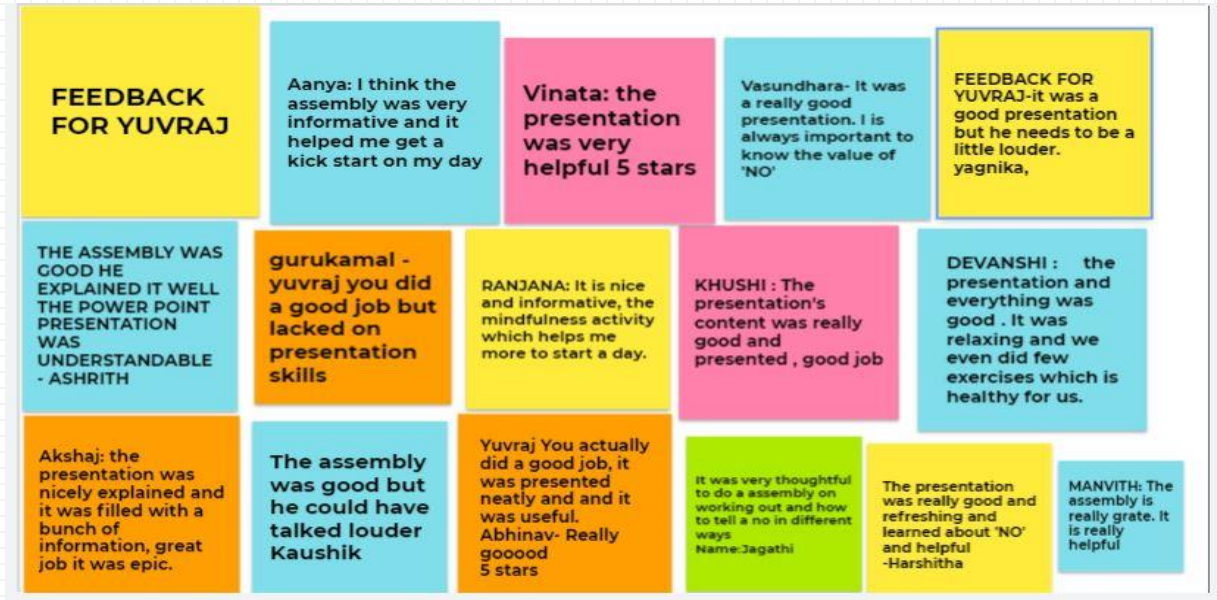 FEEDBACK
FOR YUVRAJ
Aanya: I think the
assembly was very
informative and it
helped me get a
kick start on my day
Vinata: the
presentation
was very
helpful 5 stars
Vasundhara- It was
a really good
presentation. I is
always important to
know the value of
'NO'
FEEDBACK FOR
YUVRAJ-it was a
good presentation
but he needs to be a
little louder.
yagnika,
THE ASSEMBLY WAS
GOOD HE
EXPLAINED IT WELL
THE POWER POINT
PRESENTATION
WAS
UNDERSTANDABLE
- ASHRITH
gurukamal -
yuvraj you did
a good job but
lacked on
presentation
skills
RANJANA: It is nice
and informative, the
mindfulness activity
which helps me
more to start a day.
KHUSHI : The
presentation's
content was really
good and
presented , good job
DEVANSHI : the
presentation and
everything was
good . It was
relaxing and we
even did few
exercises which is
healthy for us.
Akshaj: the
presentation was
nicely explained and
it was filled with a
bunch of
information, great
job it was epic.
The assembly
was good but
he could have
talked louder
Kaushik
Yuvraj You actually
did a good job, it
was presented
neatly and and it
was useful.
Abhinav- Really
gooood
5 stars
It was very thoughtful
to do a assembly on
working out and how
to tell a no in different
ways
Name:Jagathi
The presentation
was really good and
refreshing and
learned about 'NO'
and helpful
-Harshitha
MANVITH: The
assembly is
really grate. It
is really
helpful